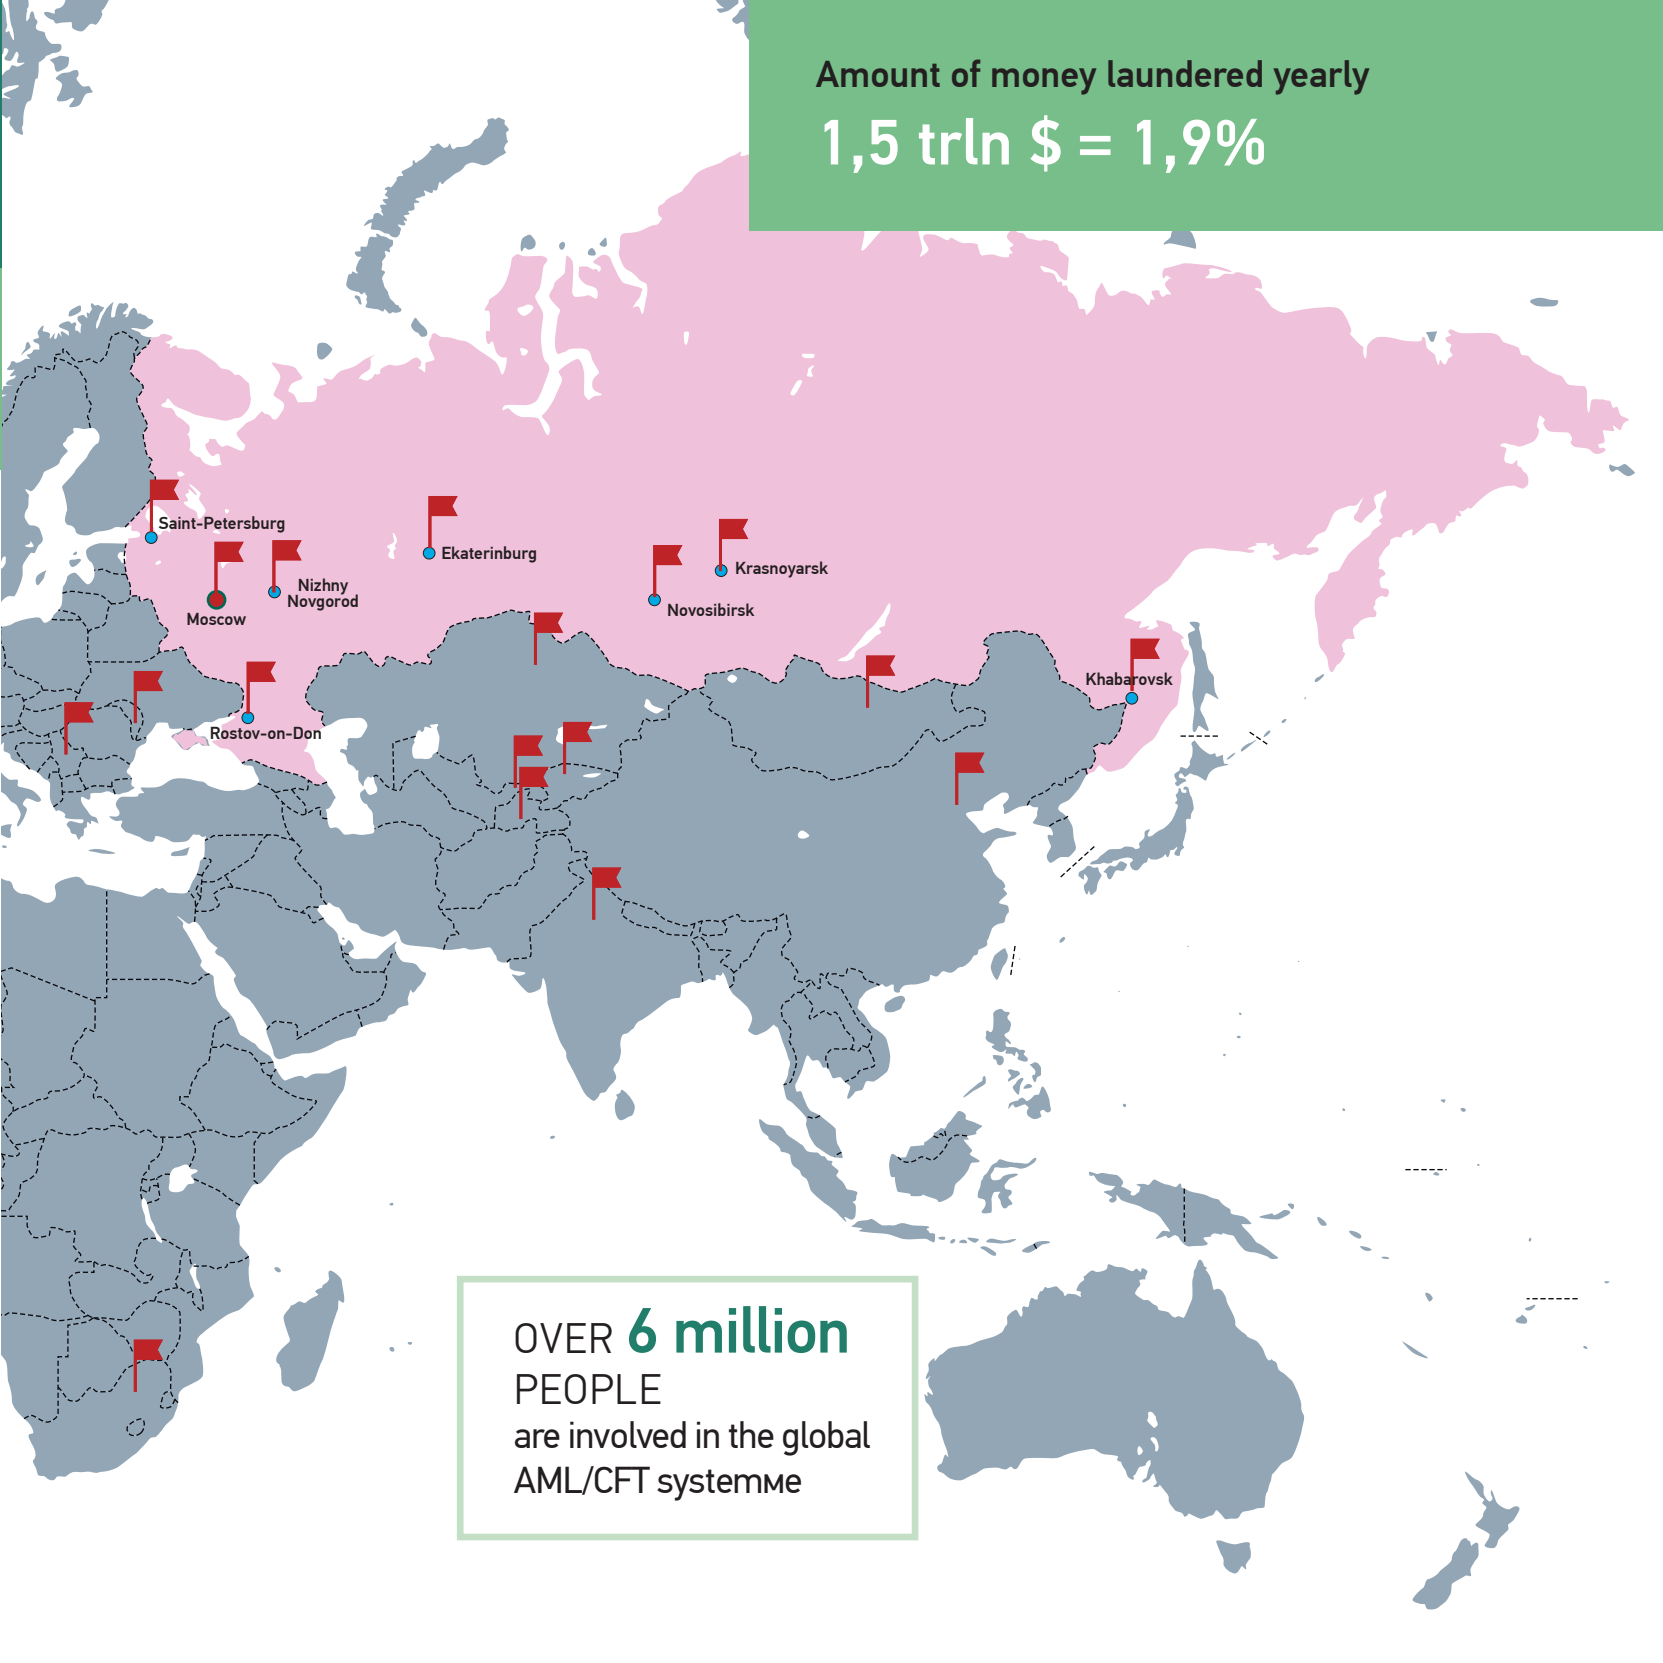 Amount of money laundered yearly
1,5 trln $ = 1,9%
Saint-Petersburg
Ekaterinburg
Krasnoyarsk
Nizhny
Novgorod
Novosibirsk
Moscow
Khabarovsk
Rostov-on-Don
OVER 6 million
PEOPLE
are involved in the global
AML/CFT systemме